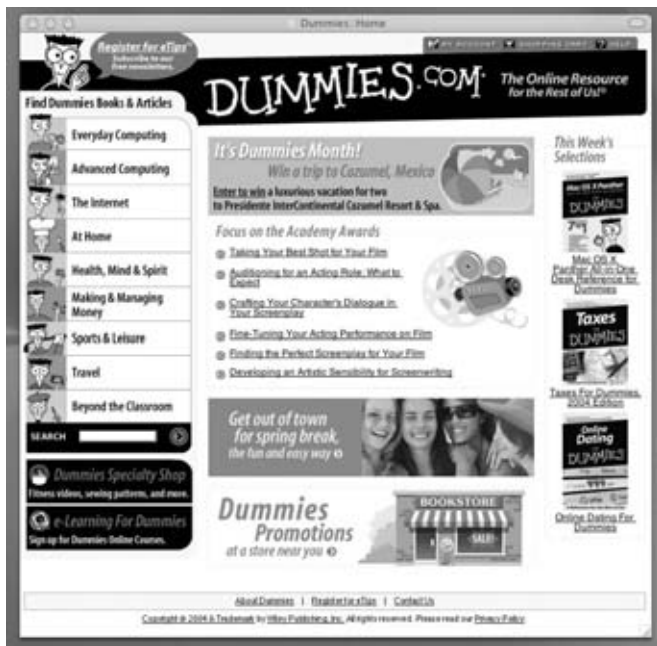 Dummies: Home
Register for eTips™
Subscribe to our
free newsletters.
MY ACCOUNT
SHOPPING CART
? HELP
DUMMIES.COM™
The Online Resource
for the Rest of Us!®
Find Dummies Books & Articles
Everyday Computing
Advanced Computing
The Internet
At Home
Health, Mind & Spirit
Making & Managing
Money
Sports & Leisure
Travel
Beyond the Classroom
SEARCH
Dummies Specialty Shop
Fitness videos, sewing patterns, and more.
e-Learning For Dummies
Sign up for Dummies Online Courses.
It's Dummies Month!
Win a trip to Cozumel, Mexico
Enter to win a luxurious vacation for two
to Presidente InterContinental Cozumel Resort & Spa.
Focus on the Academy Awards
Taking Your Best Shot for Your Film
Auditioning for an Acting Role, What to
Expect
Crafting Your Character's Dialogue in
Your Screenplay
Fine-Tuning Your Acting Performance on Film
Finding the Perfect Screenplay for Your Film
Developing an Artistic Sensibility for Screenwriting
Get out of town
for spring break,
the fun and easy way
Dummies
Promotions
at a store near you
BOOKSTORE
SALE!
This Week's
Selections
Mac OS X Panther
DUMMIES
Mac OS X
Panther All-in-One
Desk Reference for
Dummies
Taxes
DUMMIES
Taxes For Dummies,
2004 Edition
Online
Dating
DUMMIES
Online Dating For
Dummies
About Dummies | Register for eTips | Contact Us
Copyright © 2004 & Trademark by Wiley Publishing, Inc. All rights reserved. Please read our Privacy Policy